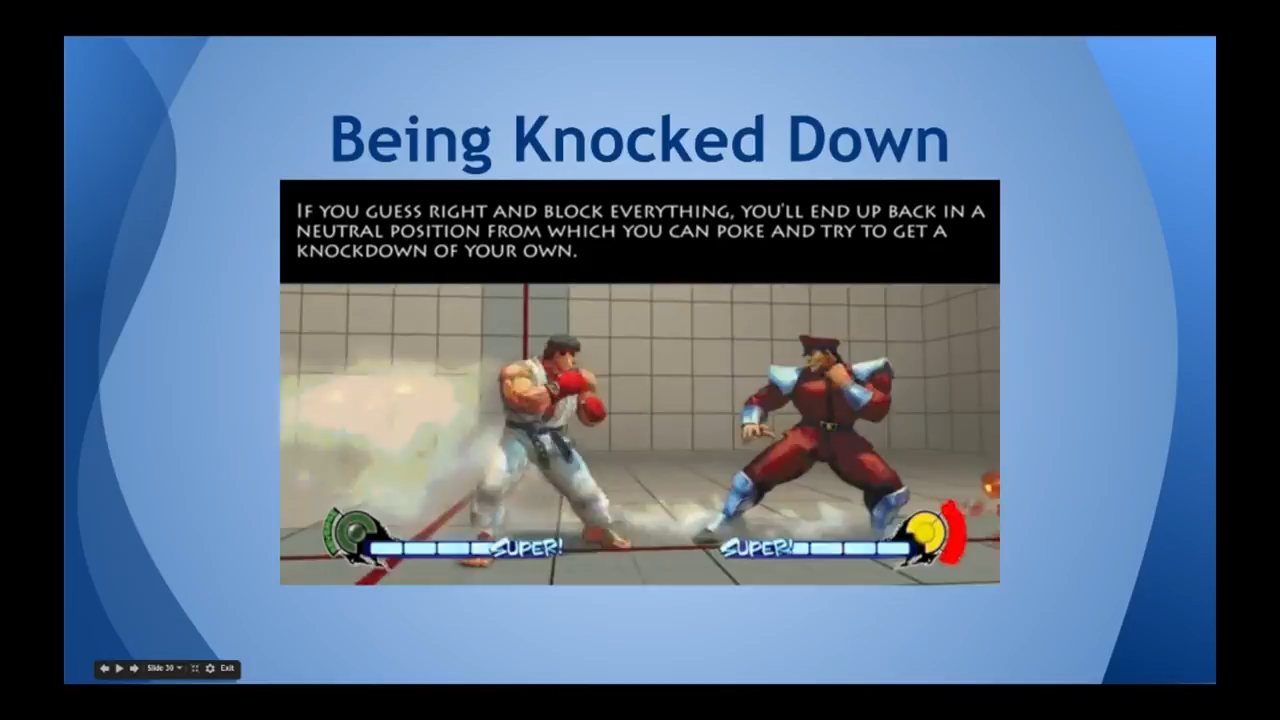 Being Knocked Down
IF YOU GUESS RIGHT AND BLOCK EVERYTHING, YOU'LL END UP BACK IN A
NEUTRAL POSITION FROM WHICH YOU CAN POKE AND TRY TO GET A
KNOCKDOWN OF YOUR OWN.
SUPER! SUPER!
Slide 30 Exit